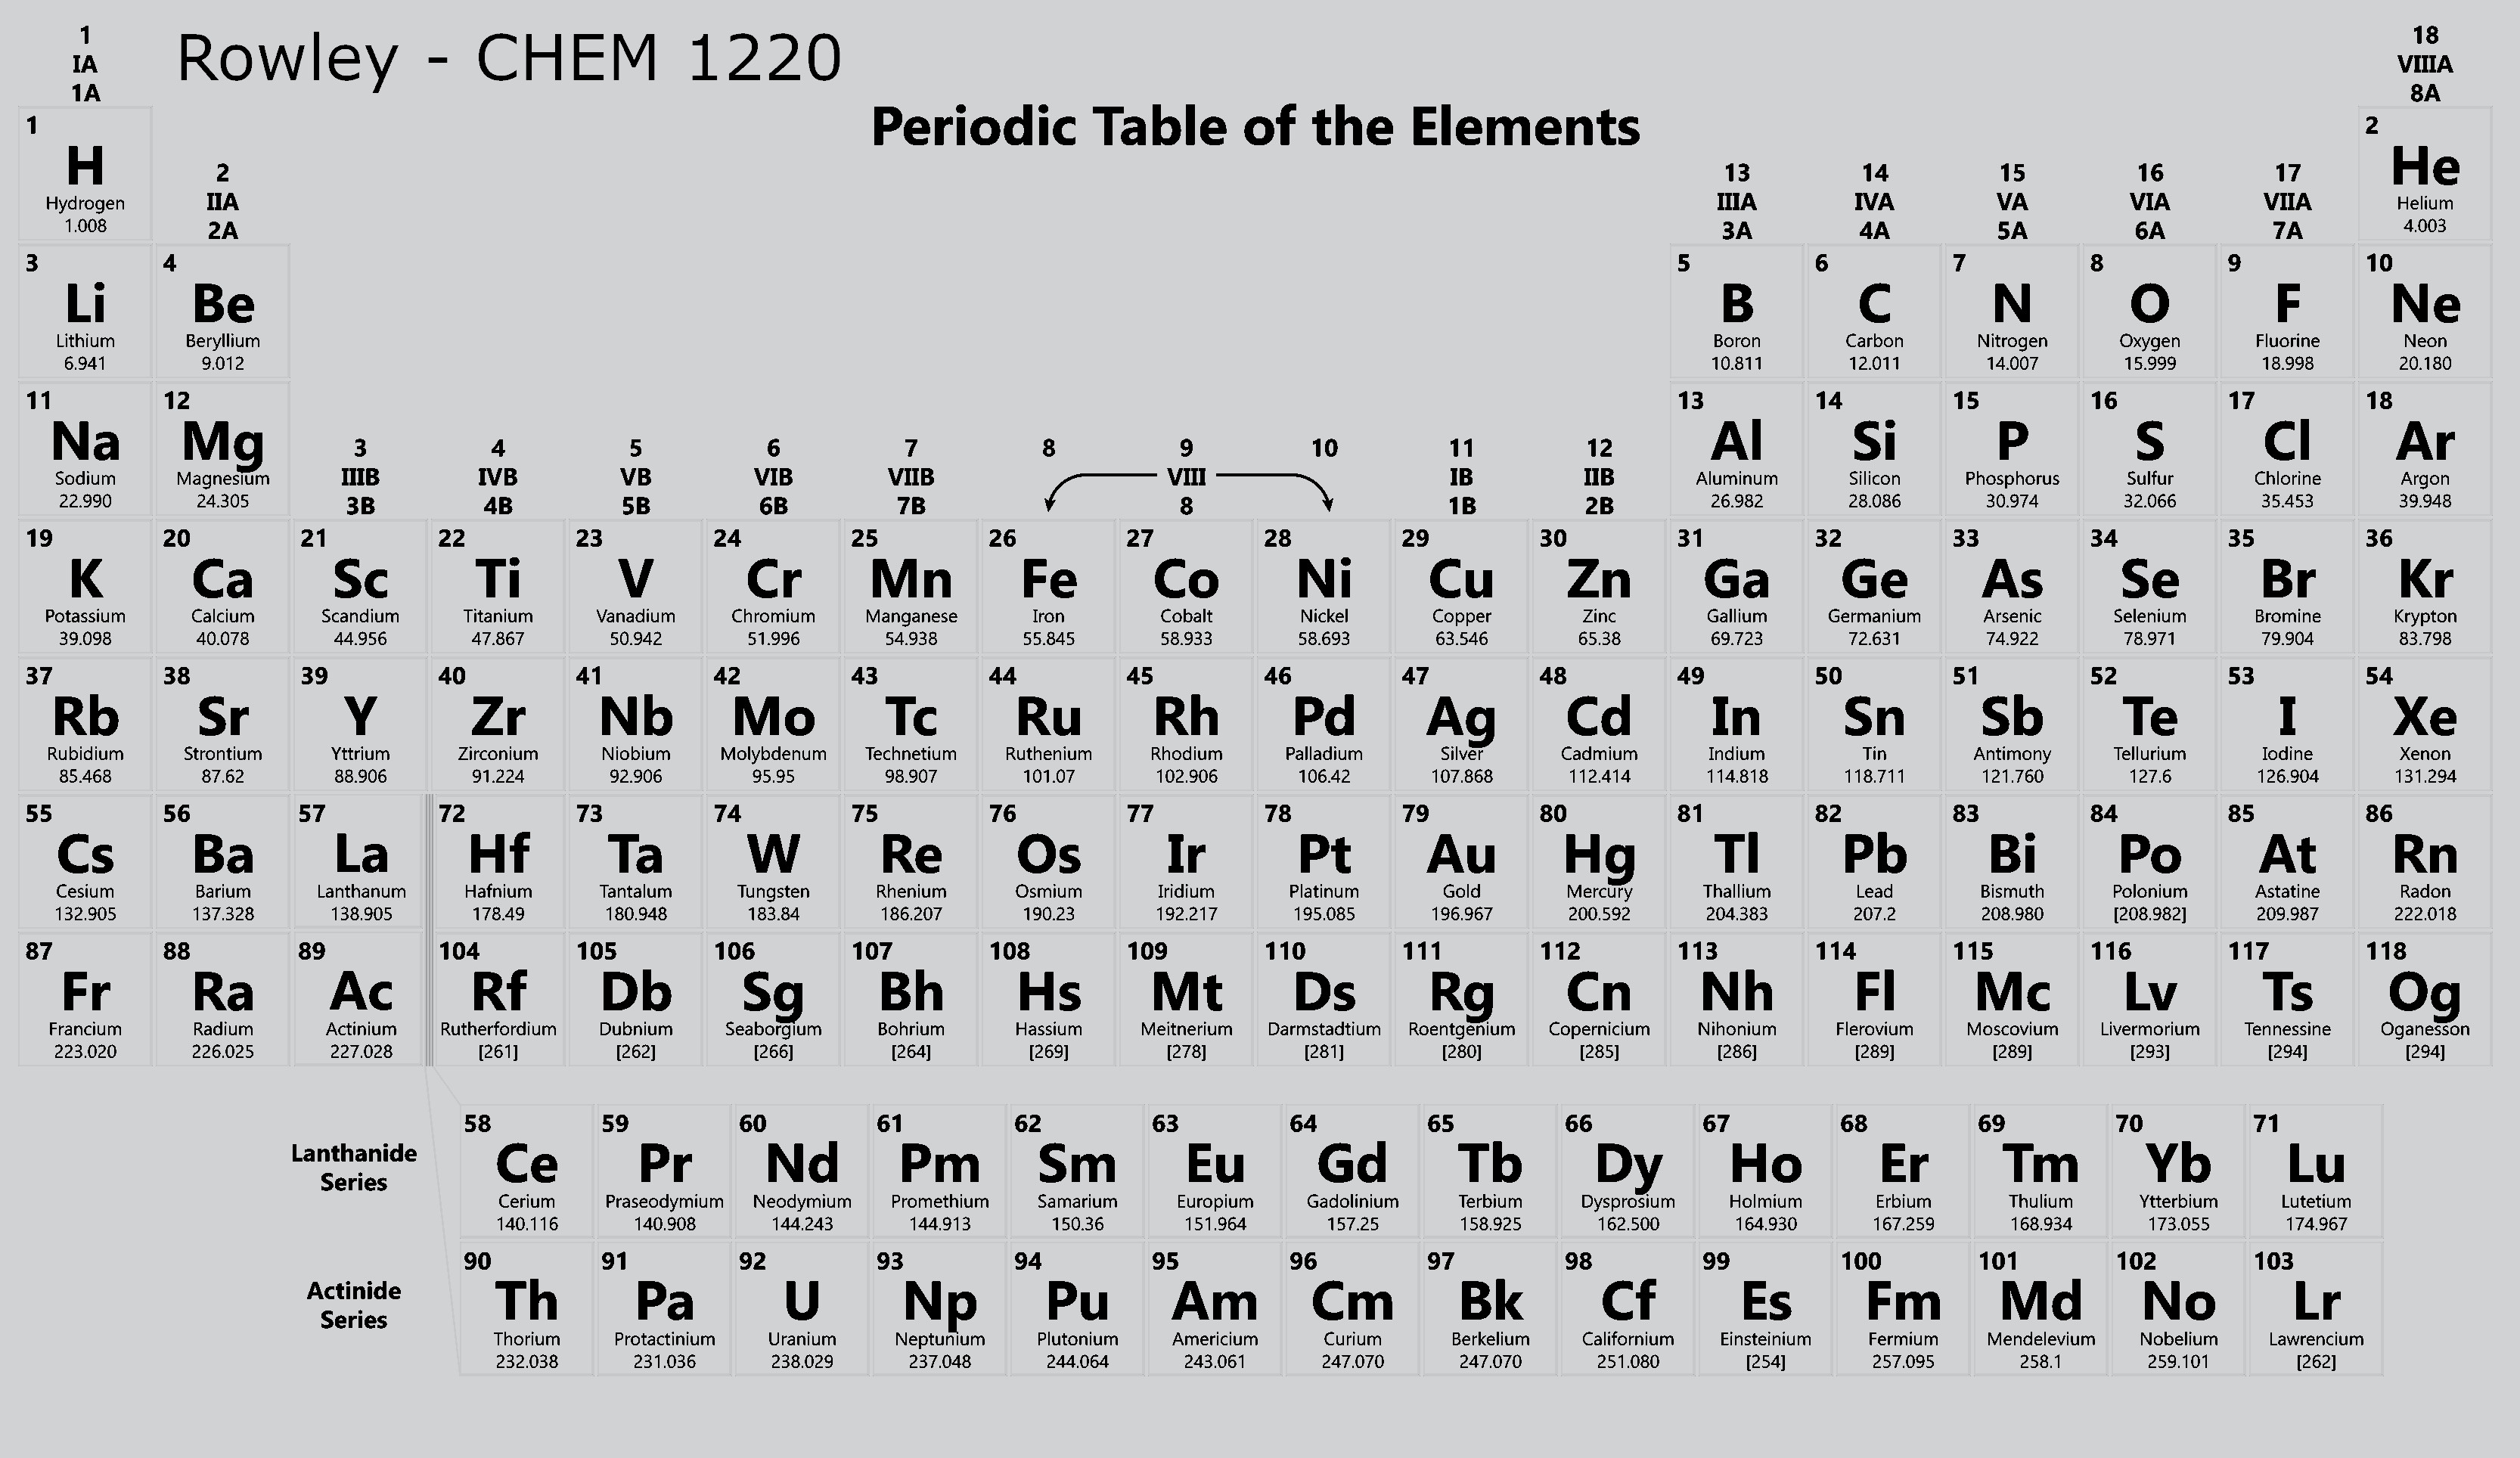 Rowley - CHEM 1220
Periodic Table of the Elements
1 18
IA VIIIA
1A 8A
1 2
H He
Hydrogen Helium
1.008 4.003
2 13 14 15 16 17
IIA IIIA IVA VA VIA VIIA
2A 3A 4A 5A 6A 7A
3 4 5 6 7 8 9 10
Li Be B C N O F Ne
Lithium Beryllium Boron Carbon Nitrogen Oxygen Fluorine Neon
6.941 9.012 10.811 12.011 14.007 15.999 18.998 20.180
11 12 13 14 15 16 17 18
Na Mg Al Si P S Cl Ar
Sodium Magnesium Aluminum Silicon Phosphorus Sulfur Chlorine Argon
22.990 24.305 26.982 28.086 30.974 32.066 35.453 39.948
3 4 5 6 7 8 9 10 11 12
IIIB IVB VB VIB VIIB VIII IB IIB
3B 4B 5B 6B 7B 8 1B 2B
19 20 21 22 23 24 25 26 27 28 29 30 31 32 33 34 35 36
K Ca Sc Ti V Cr Mn Fe Co Ni Cu Zn Ga Ge As Se Br Kr
Potassium Calcium Scandium Titanium Vanadium Chromium Manganese Iron Cobalt Nickel Copper Zinc Gallium Germanium Arsenic Selenium Bromine Krypton
39.098 40.078 44.956 47.867 50.942 51.996 54.938 55.845 58.933 58.693 63.546 65.38 69.723 72.631 74.922 78.971 79.904 83.798
37 38 39 40 41 42 43 44 45 46 47 48 49 50 51 52 53 54
Rb Sr Y Zr Nb Mo Tc Ru Rh Pd Ag Cd In Sn Sb Te I Xe
Rubidium Strontium Yttrium Zirconium Niobium Molybdenum Technetium Ruthenium Rhodium Palladium Silver Cadmium Indium Tin Antimony Tellurium Iodine Xenon
85.468 87.62 88.906 91.224 92.906 95.95 98.907 101.07 102.906 106.42 107.868 112.414 114.818 118.711 121.760 127.6 126.904 131.294
55 56 57 72 73 74 75 76 77 78 79 80 81 82 83 84 85 86
Cs Ba La Hf Ta W Re Os Ir Pt Au Hg Tl Pb Bi Po At Rn
Cesium Barium Lanthanum Hafnium Tantalum Tungsten Rhenium Osmium Iridium Platinum Gold Mercury Thallium Lead Bismuth Polonium Astatine Radon
132.905 137.328 138.905 178.49 180.948 183.84 186.207 190.23 192.217 195.085 196.967 200.592 204.383 207.2 208.980 [208.982] 209.987 222.018
87 88 89 104 105 106 107 108 109 110 111 112 113 114 115 116 117 118
Fr Ra Ac Rf Db Sg Bh Hs Mt Ds Rg Cn Nh Fl Mc Lv Ts Og
Francium Radium Actinium Rutherfordium Dubnium Seaborgium Bohrium Hassium Meitnerium Darmstadtium Roentgenium Copernicium Nihonium Flerovium Moscovium Livermorium Tennessine Oganesson
223.020 226.025 227.028 [261] [262] [266] [264] [269] [278] [281] [280] [285] [286] [289] [289] [293] [294] [294]
Lanthanide
Series
58 59 60 61 62 63 64 65 66 67 68 69 70 71
Ce Pr Nd Pm Sm Eu Gd Tb Dy Ho Er Tm Yb Lu
Cerium Praseodymium Neodymium Promethium Samarium Europium Gadolinium Terbium Dysprosium Holmium Erbium Thulium Ytterbium Lutetium
140.116 140.908 144.243 144.913 150.36 151.964 157.25 158.925 162.500 164.930 167.259 168.934 173.055 174.967
Actinide
Series
90 91 92 93 94 95 96 97 98 99 100 101 102 103
Th Pa U Np Pu Am Cm Bk Cf Es Fm Md No Lr
Thorium Protactinium Uranium Neptunium Plutonium Americium Curium Berkelium Californium Einsteinium Fermium Mendelevium Nobelium Lawrencium
232.038 231.036 238.029 237.048 244.064 243.061 247.070 247.070 251.080 [254] 257.095 258.1 259.101 [262]